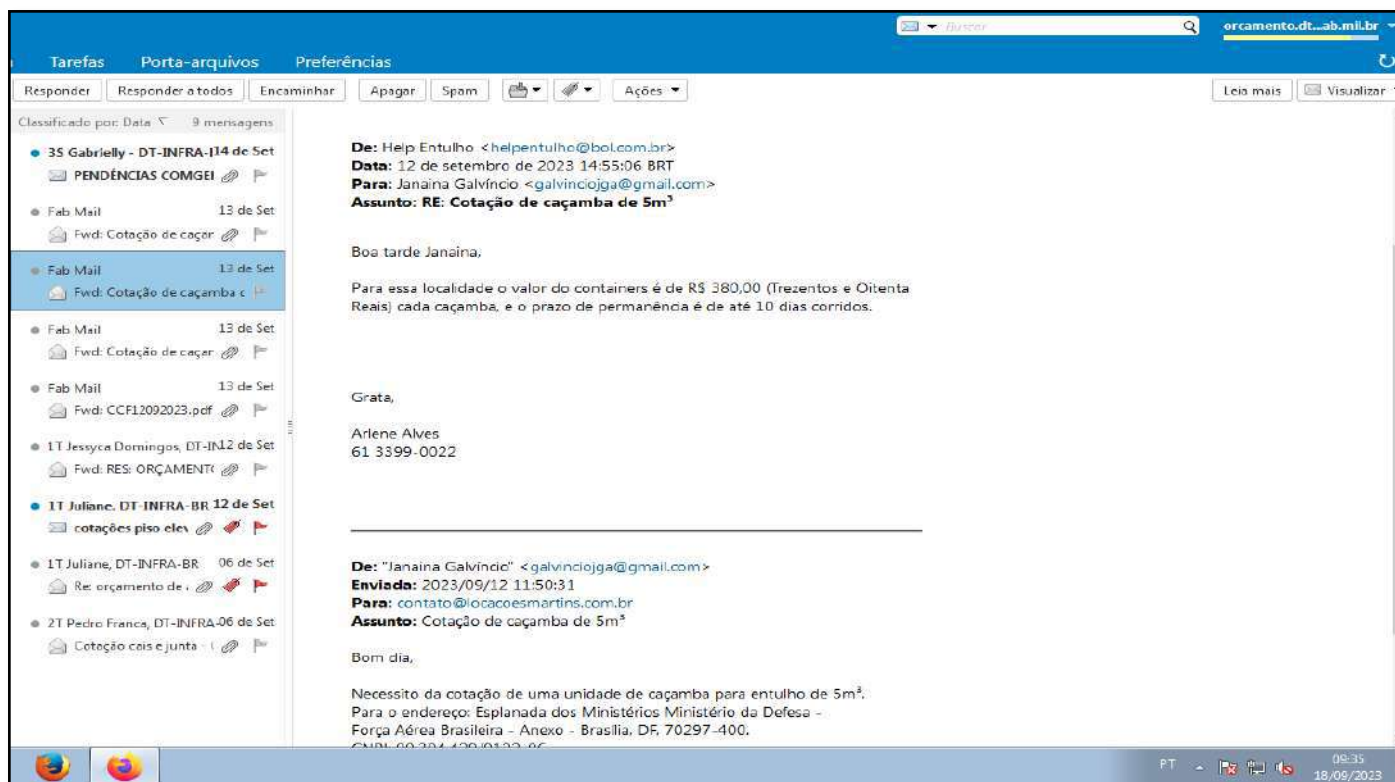 Buscar
orcamento.dt...ab.mil.br
Tarefas Porta-arquivos Preferências
Responder Responder a todos Encaminhar Apagar Spam Ações Leia mais Visualizar
Classificado por: Data 9 mensagens
3S Gabrielly - DT-INFRA-I 14 de Set
PENDÊNCIAS COMGEI
Fab Mail 13 de Set
Fwd: Cotação de caçar
Fab Mail 13 de Set
Fwd: Cotação de caçamba c
Fab Mail 13 de Set
Fwd: Cotação de caçar
Fab Mail 13 de Set
Fwd: CCF12092023.pdf
1T Jessyca Domingos, DT-IN 12 de Set
Fwd: RES: ORÇAMENT
1T Juliane, DT-INFRA-BR 12 de Set
cotações piso elev
1T Juliane, DT-INFRA-BR 06 de Set
Re: orçamento de
2T Pedro Franca, DT-INFRA- 06 de Set
Cotação cais e junta -
De: Help Entulho <helpentulho@bol.com.br>
Data: 12 de setembro de 2023 14:55:06 BRT
Para: Janaina Galvíncio <galvinciojga@gmail.com>
Assunto: RE: Cotação de caçamba de 5m³
Boa tarde Janaina,
Para essa localidade o valor do containers é de R$ 380,00 (Trezentos e Oitenta
Reais) cada caçamba, e o prazo de permanência é de até 10 dias corridos.
Grata,
Arlene Alves
61 3399-0022
De: "Janaina Galvíncio" <galvinciojga@gmail.com>
Enviada: 2023/09/12 11:50:31
Para: contato@locacoesmartins.com.br
Assunto: Cotação de caçamba de 5m³
Bom dia,
Necessito da cotação de uma unidade de caçamba para entulho de 5m³.
Para o endereço: Esplanada dos Ministérios Ministério da Defesa -
Força Aérea Brasileira - Anexo - Brasília, DF, 70297-400.
PT 09:35
18/09/2023